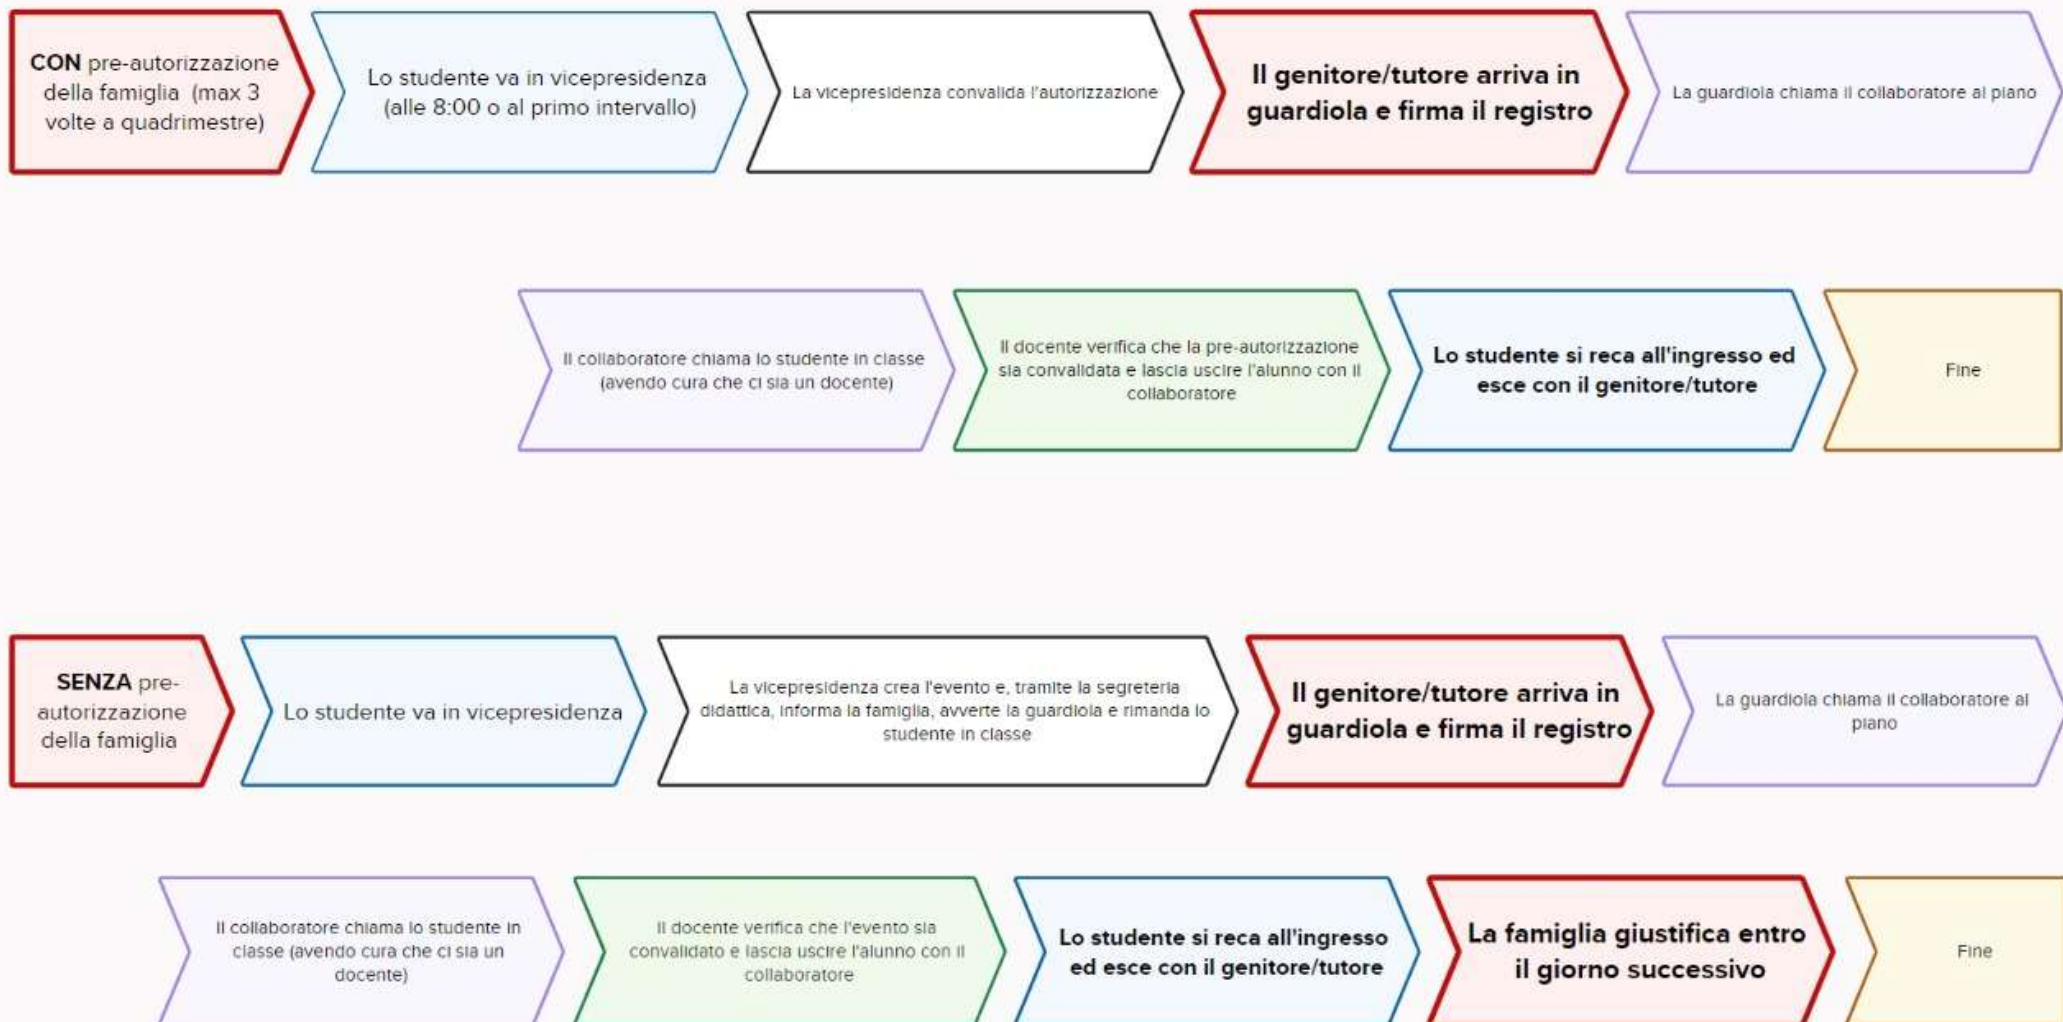 CON pre-autorizzazione
della famiglia (max 3
volte a quadrimestre)
Lo studente va in vicepresidenza
(alle 8:00 o al primo intervallo)
La vicepresidenza convalida l'autorizzazione
Il genitore/tutore arriva in
guardiola e firma il registro
La guardiola chiama il collaboratore al piano
Il collaboratore chiama lo studente in classe
(avendo cura che ci sia un docente)
Il docente verifica che la pre-autorizzazione
sia convalidata e lascia uscire l'alunno con il
collaboratore
Lo studente si reca all'ingresso ed
esce con il genitore/tutore
Fine
SENZA pre-
autorizzazione
della famiglia
Lo studente va in vicepresidenza
La vicepresidenza crea l'evento e, tramite la segreteria
didattica, informa la famiglia, avverte la guardiola e rimanda lo
studente in classe
Il genitore/tutore arriva in
guardiola e firma il registro
La guardiola chiama il collaboratore al
piano
Il collaboratore chiama lo studente in
classe (avendo cura che ci sia un
docente)
Il docente verifica che l'evento sia
convalidato e lascia uscire l'alunno con il
collaboratore
Lo studente si reca all'ingresso
ed esce con il genitore/tutore
La famiglia giustifica entro
il giorno successivo
Fine